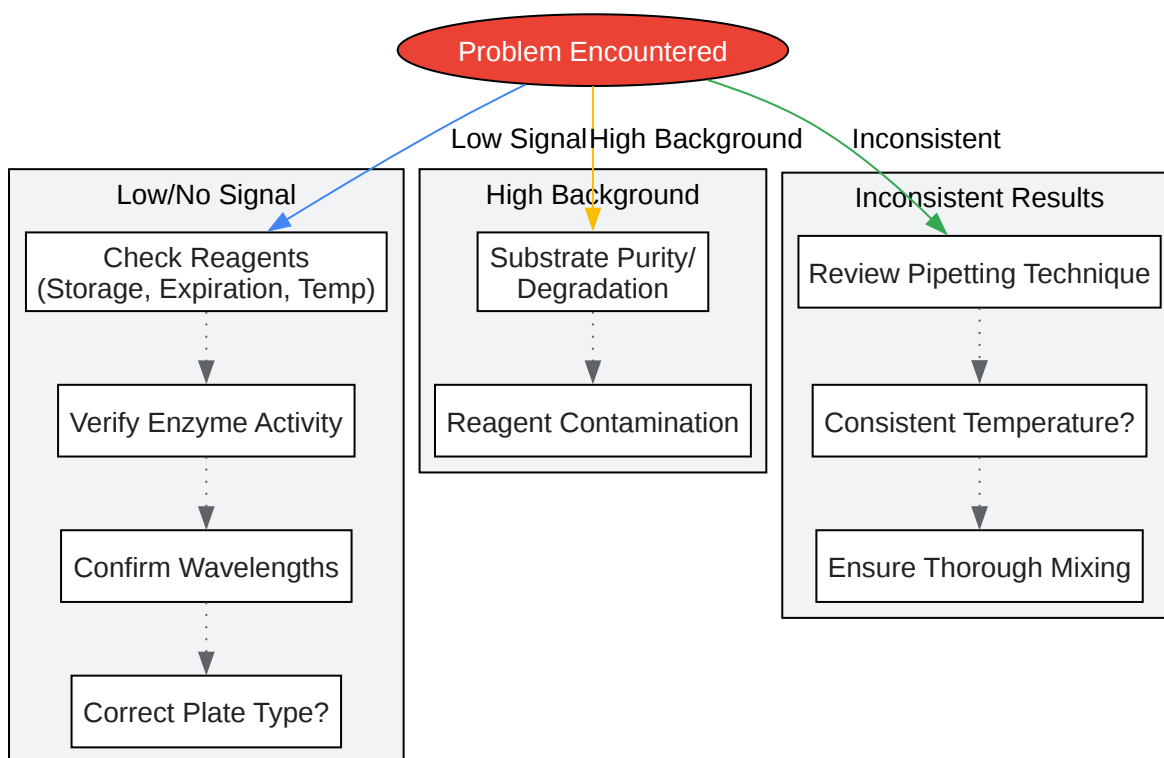 Problem Encountered
Low Signal
High Background
Inconsistent
Low/No Signal
Check Reagents
(Storage, Expiration, Temp)
Verify Enzyme Activity
Confirm Wavelengths
Correct Plate Type?
High Background
Substrate Purity/
Degradation
Reagent Contamination
Inconsistent Results
Review Pipetting Technique
Consistent Temperature?
Ensure Thorough Mixing